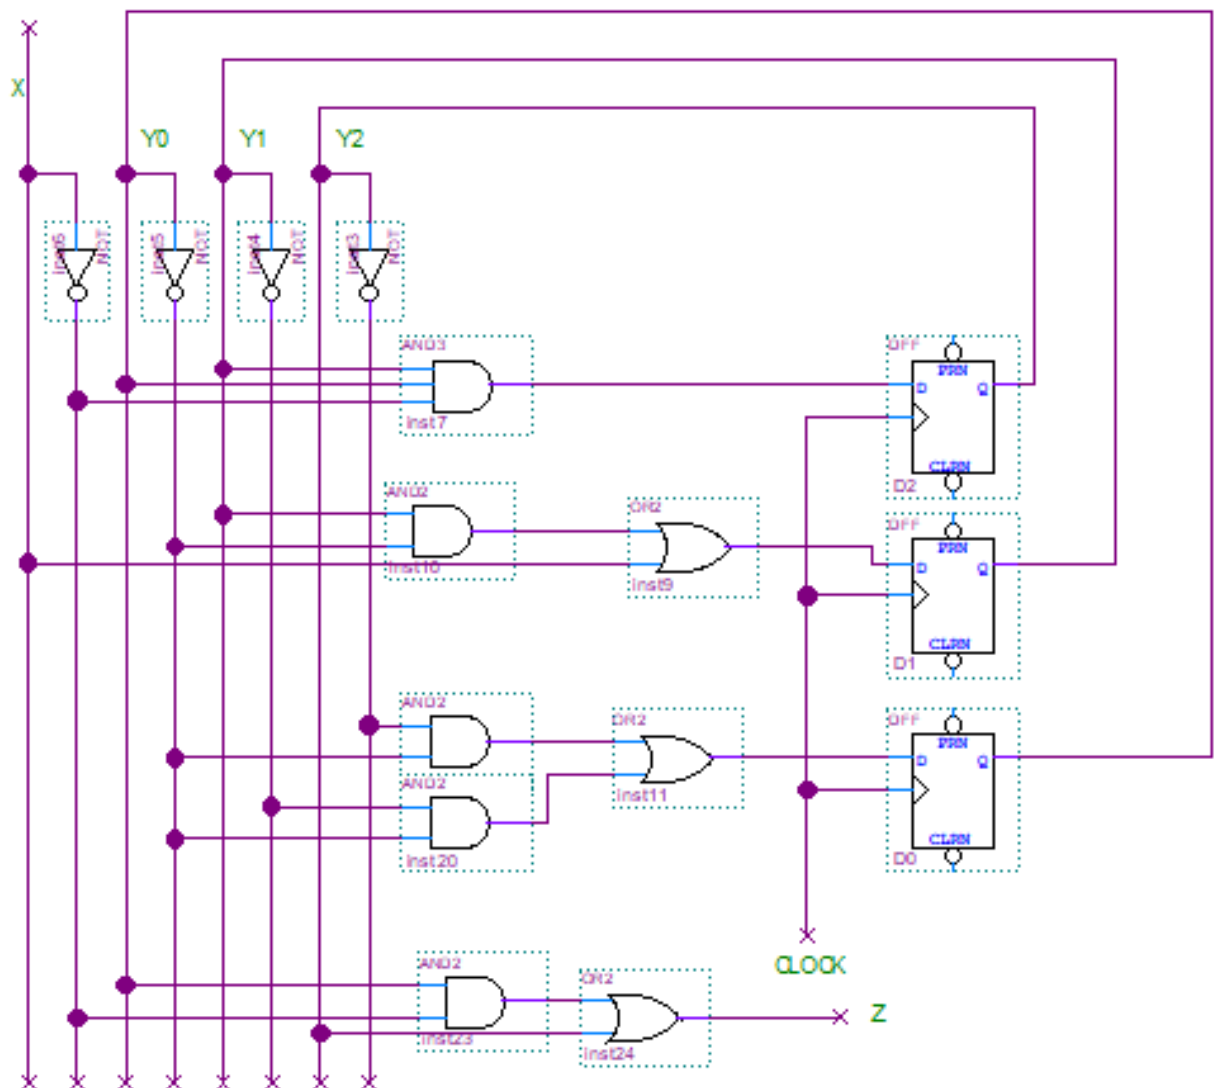 X
Y0
Y1
Y2
inst6
NOT
inst5
NOT
inst4
NOT
inst3
NOT
AND3
inst7
DFF
PRN
D
Q
CLRN
D2
AND2
inst10
OR2
inst9
DFF
PRN
D
Q
CLRN
D1
AND2
OR2
inst11
AND2
inst20
DFF
PRN
D
Q
CLRN
D0
CLOCK
AND2
inst23
OR2
inst24
Z